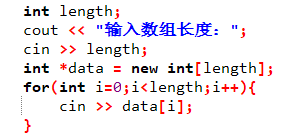 int length;
cout << "输入数组长度：";
cin >> length;
int *data = new int[length];
for(int i=0;i<length;i++){
    cin >> data[i];
}